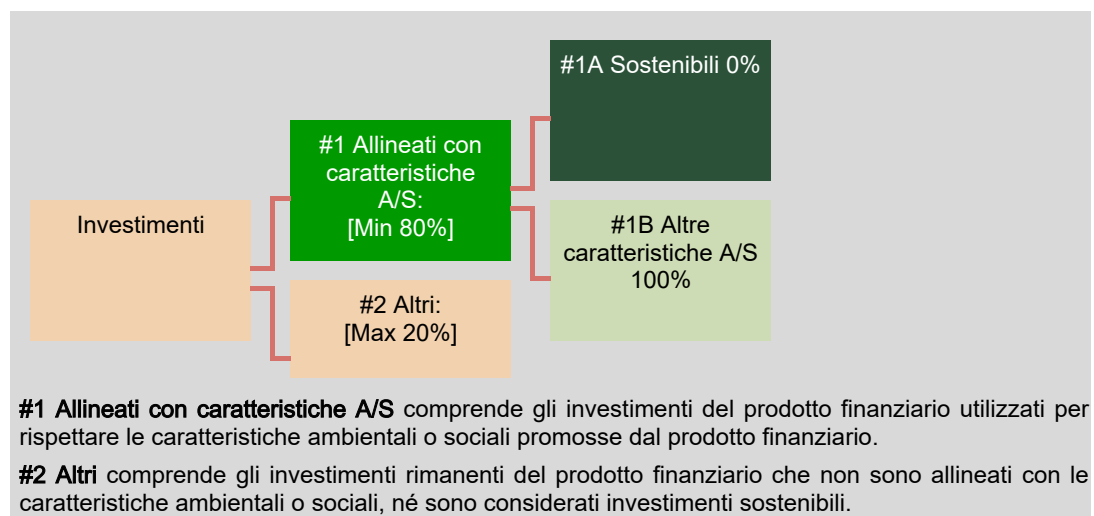 #1A Sostenibili 0%
#1 Allineati con
caratteristiche
A/S:
[Min 80%]
Investimenti
#1B Altre
caratteristiche A/S
100%
#2 Altri:
[Max 20%]
#1 Allineati con caratteristiche A/S comprende gli investimenti del prodotto finanziario utilizzati per
rispettare le caratteristiche ambientali o sociali promosse dal prodotto finanziario.
#2 Altri comprende gli investimenti rimanenti del prodotto finanziario che non sono allineati con le
caratteristiche ambientali o sociali, né sono considerati investimenti sostenibili.